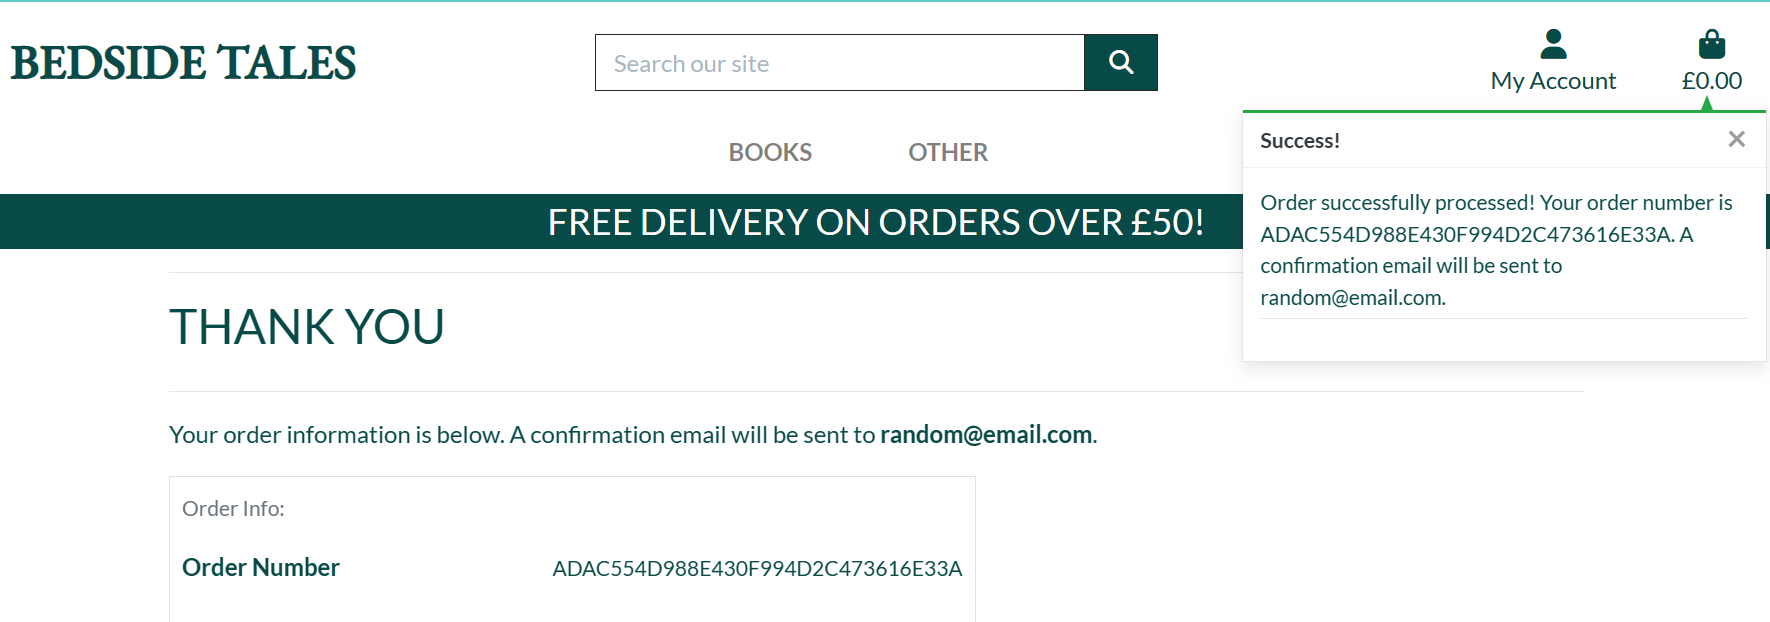 BEDSIDE TALES
Search our site
My Account
£0.00
BOOKS
OTHER
FREE DELIVERY ON ORDERS OVER £50!
Success!
Order successfully processed! Your order number is
ADAC554D988E430F994D2C473616E33A. A
confirmation email will be sent to
random@email.com.
THANK YOU
Your order information is below. A confirmation email will be sent to random@email.com.
Order Info:
Order Number ADAC554D988E430F994D2C473616E33A